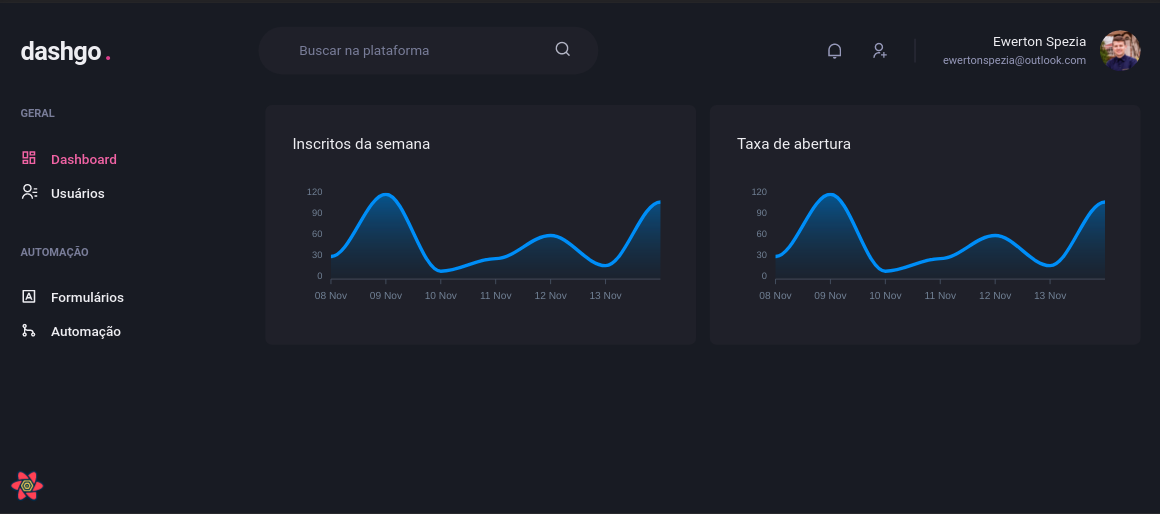 dashgo.
Buscar na plataforma
Ewerton Spezia
ewertonspezia@outlook.com
GERAL
Dashboard
Usuários
AUTOMAÇÃO
Formulários
Automação
Inscritos da semana
120
90
60
30
0
08 Nov 09 Nov 10 Nov 11 Nov 12 Nov 13 Nov
Taxa de abertura
120
90
60
30
0
08 Nov 09 Nov 10 Nov 11 Nov 12 Nov 13 Nov